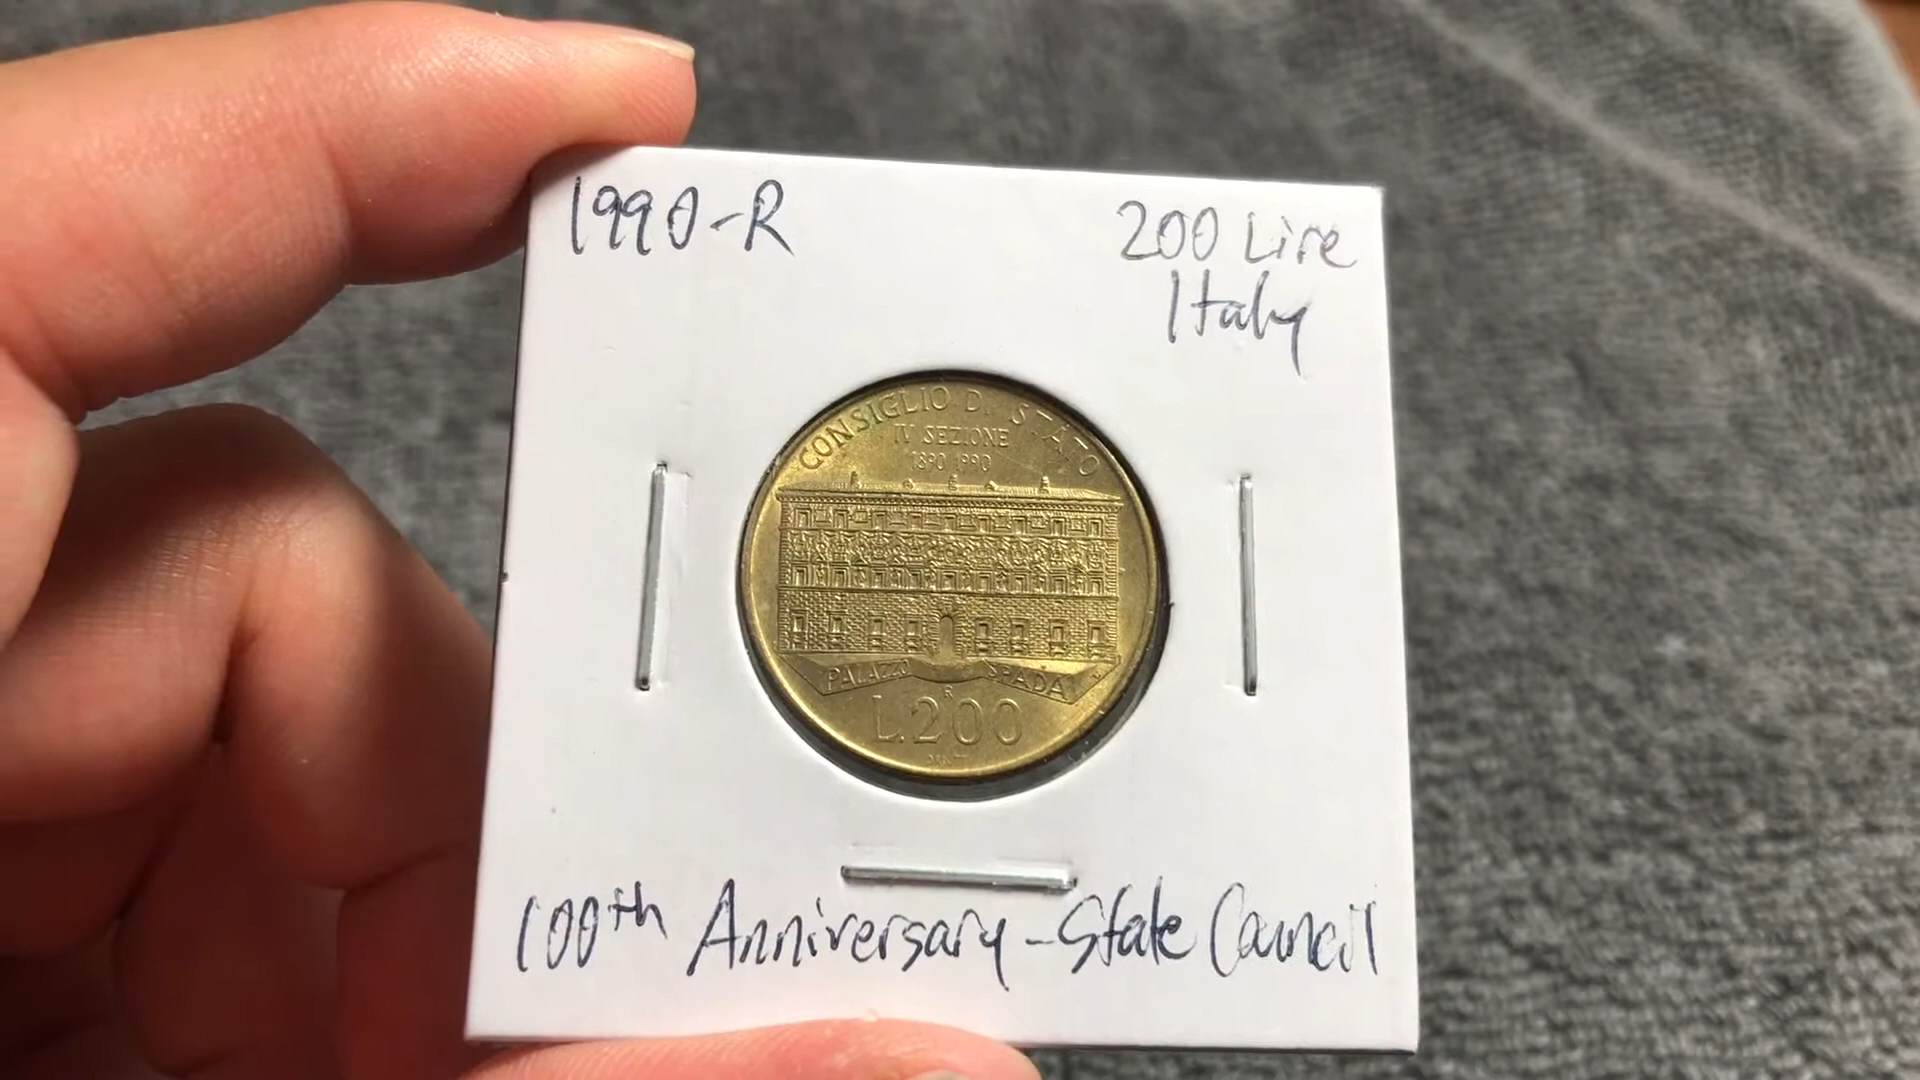 1990-R
200 Lire
Italy
CONSIGLIO DI STATO
IV SEZIONE
1890 1990
PALAZZO SPADA
R
L.200
100th Anniversary - State Council